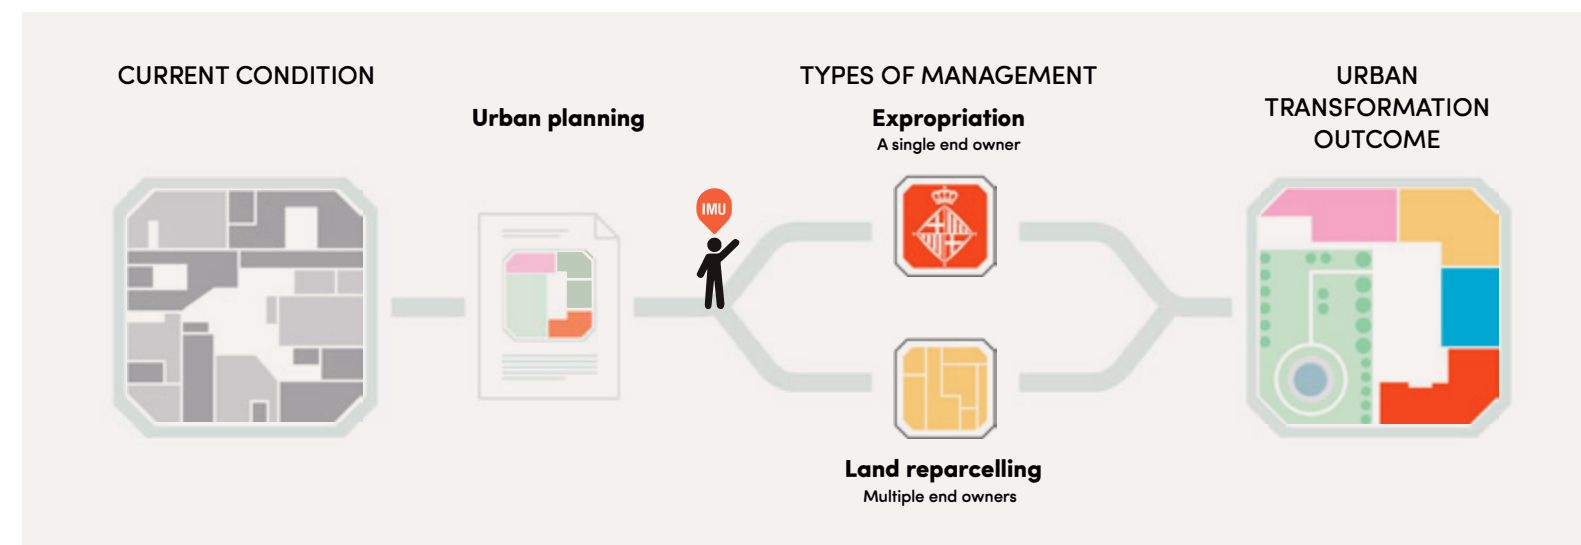 CURRENT CONDITION
Urban planning
IMU
TYPES OF MANAGEMENT
Expropriation
A single end owner
Land reparcelling
Multiple end owners
URBAN
TRANSFORMATION
OUTCOME